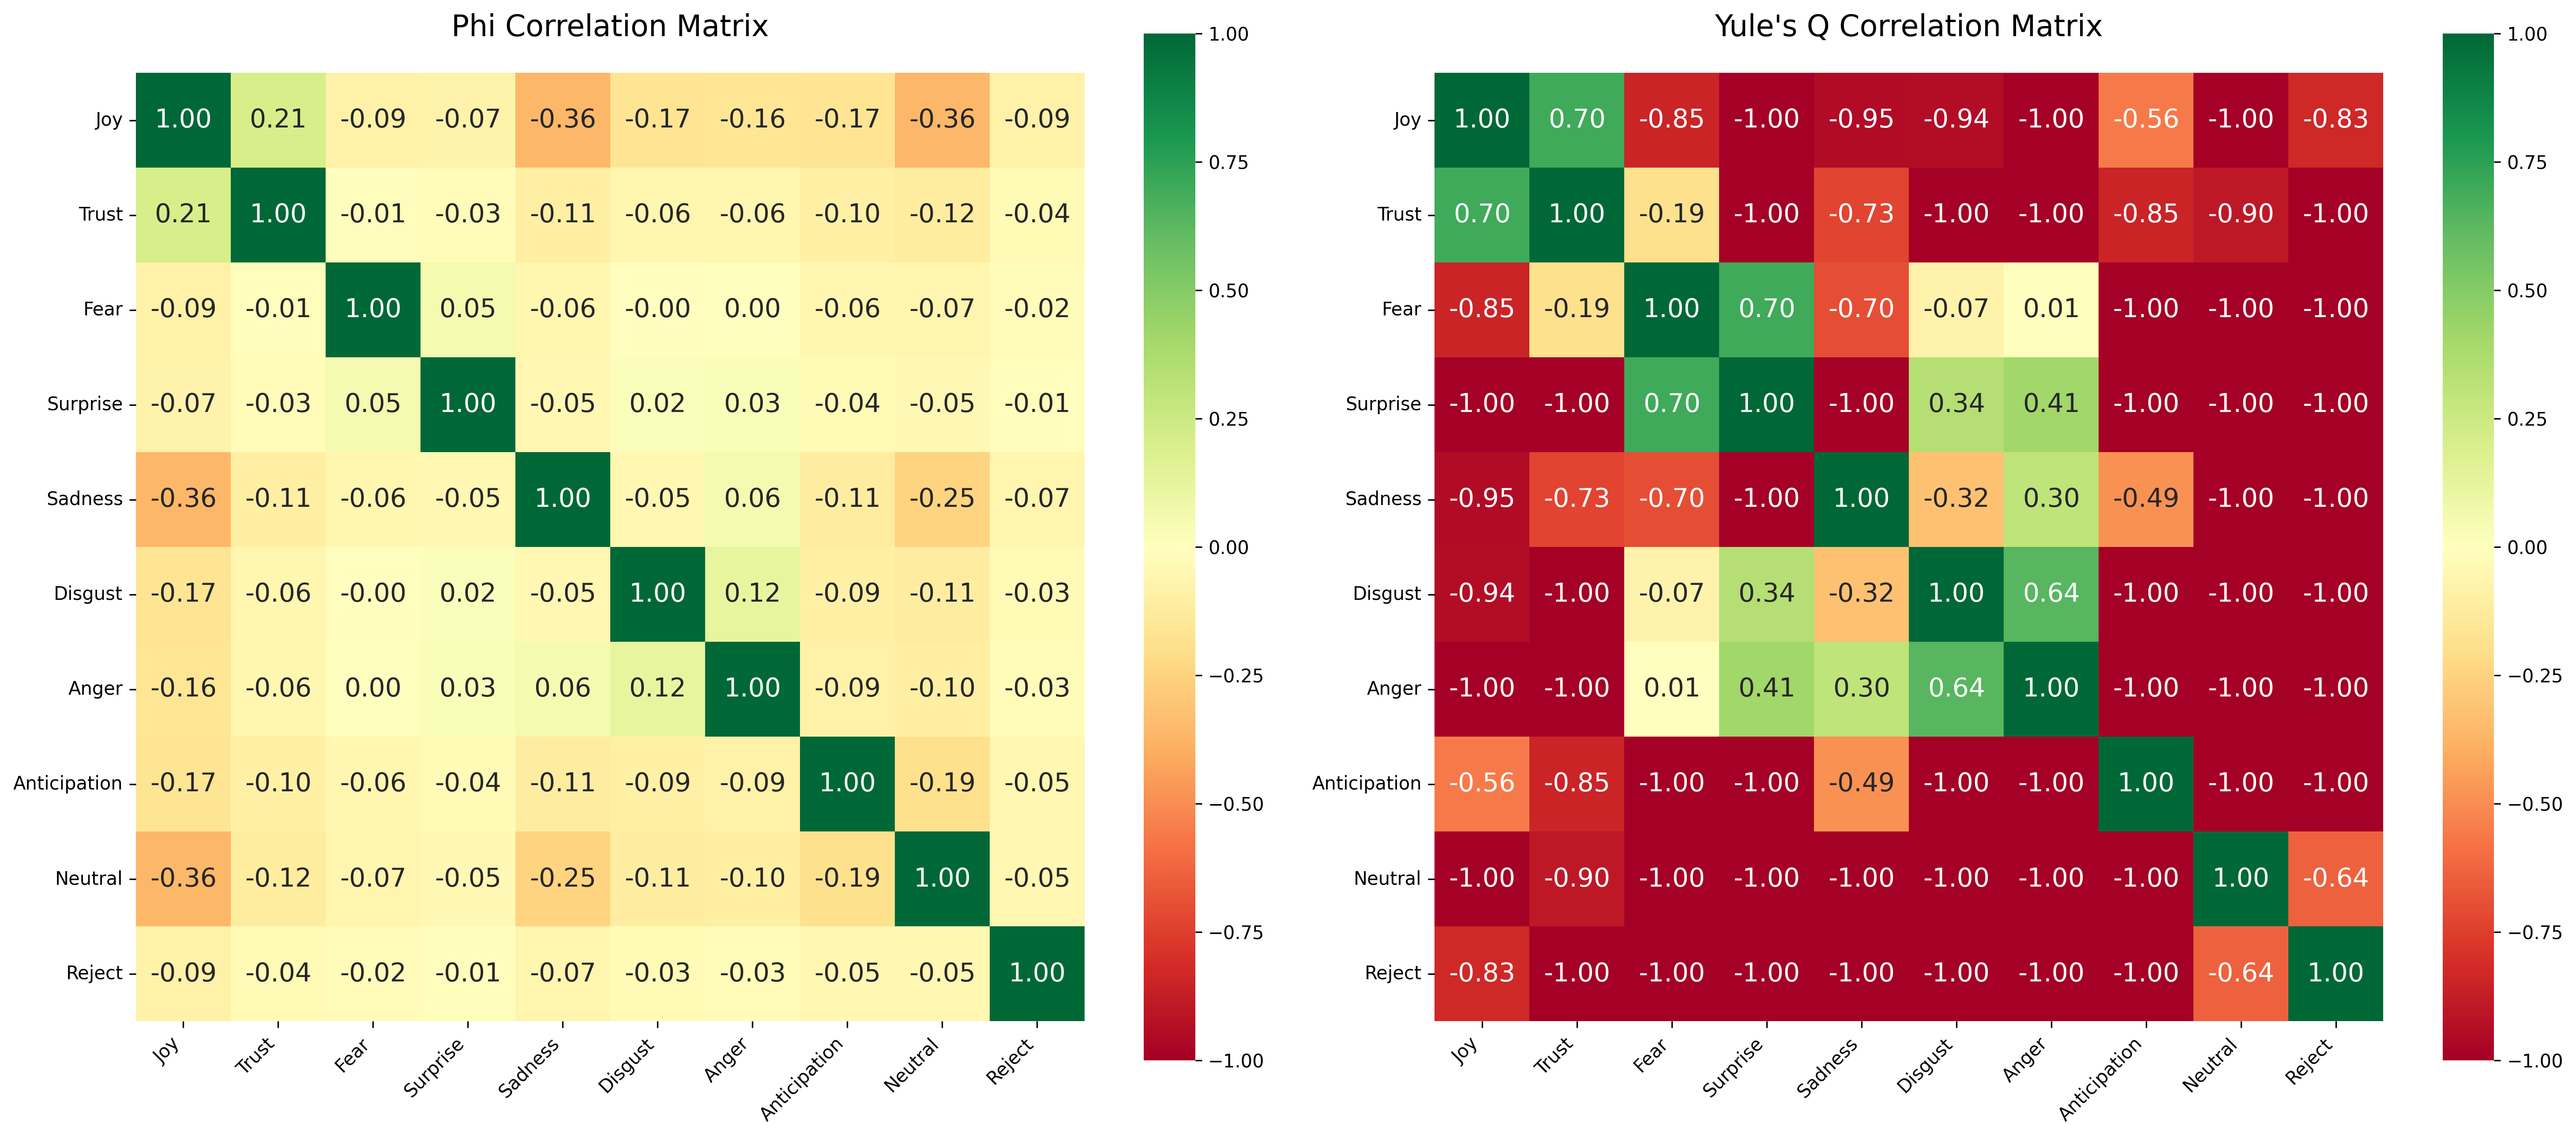 Phi Correlation Matrix
Joy 1.00 0.21 -0.09 -0.07 -0.36 -0.17 -0.16 -0.17 -0.36 -0.09
Trust 0.21 1.00 -0.01 -0.03 -0.11 -0.06 -0.06 -0.10 -0.12 -0.04
Fear -0.09 -0.01 1.00 0.05 -0.06 -0.00 0.00 -0.06 -0.07 -0.02
Surprise -0.07 -0.03 0.05 1.00 -0.05 0.02 0.03 -0.04 -0.05 -0.01
Sadness -0.36 -0.11 -0.06 -0.05 1.00 -0.05 0.06 -0.11 -0.25 -0.07
Disgust -0.17 -0.06 -0.00 0.02 -0.05 1.00 0.12 -0.09 -0.11 -0.03
Anger -0.16 -0.06 0.00 0.03 0.06 0.12 1.00 -0.09 -0.10 -0.03
Anticipation -0.17 -0.10 -0.06 -0.04 -0.11 -0.09 -0.09 1.00 -0.19 -0.05
Neutral -0.36 -0.12 -0.07 -0.05 -0.25 -0.11 -0.10 -0.19 1.00 -0.05
Reject -0.09 -0.04 -0.02 -0.01 -0.07 -0.03 -0.03 -0.05 -0.05 1.00
Joy Trust Fear Surprise Sadness Disgust Anger Anticipation Neutral Reject
1.00
0.75
0.50
0.25
0.00
−0.25
−0.50
−0.75
−1.00
Yule's Q Correlation Matrix
Joy 1.00 0.70 -0.85 -1.00 -0.95 -0.94 -1.00 -0.56 -1.00 -0.83
Trust 0.70 1.00 -0.19 -1.00 -0.73 -1.00 -1.00 -0.85 -0.90 -1.00
Fear -0.85 -0.19 1.00 0.70 -0.70 -0.07 0.01 -1.00 -1.00 -1.00
Surprise -1.00 -1.00 0.70 1.00 -1.00 0.34 0.41 -1.00 -1.00 -1.00
Sadness -0.95 -0.73 -0.70 -1.00 1.00 -0.32 0.30 -0.49 -1.00 -1.00
Disgust -0.94 -1.00 -0.07 0.34 -0.32 1.00 0.64 -1.00 -1.00 -1.00
Anger -1.00 -1.00 0.01 0.41 0.30 0.64 1.00 -1.00 -1.00 -1.00
Anticipation -0.56 -0.85 -1.00 -1.00 -0.49 -1.00 -1.00 1.00 -1.00 -1.00
Neutral -1.00 -0.90 -1.00 -1.00 -1.00 -1.00 -1.00 -1.00 1.00 -0.64
Reject -0.83 -1.00 -1.00 -1.00 -1.00 -1.00 -1.00 -1.00 -0.64 1.00
Joy Trust Fear Surprise Sadness Disgust Anger Anticipation Neutral Reject
1.00
0.75
0.50
0.25
0.00
−0.25
−0.50
−0.75
−1.00